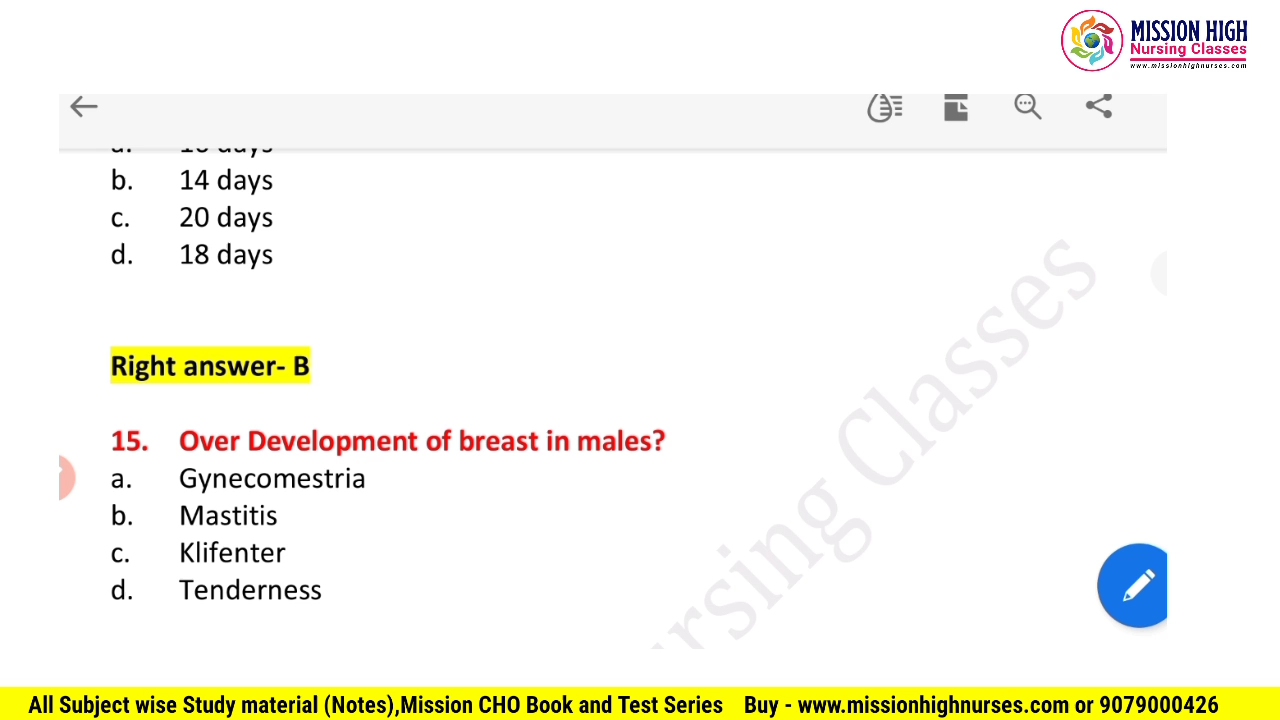 MISSION HIGH
Nursing Classes
www.missionhighnurses.com
b. 14 days
c. 20 days
d. 18 days
Right answer- B
15. Over Development of breast in males?
a. Gynecomestria
b. Mastitis
c. Klifenter
d. Tenderness
Classes
All Subject wise Study material (Notes),Mission CHO Book and Test Series Buy - www.missionhighnurses.com or 9079000426